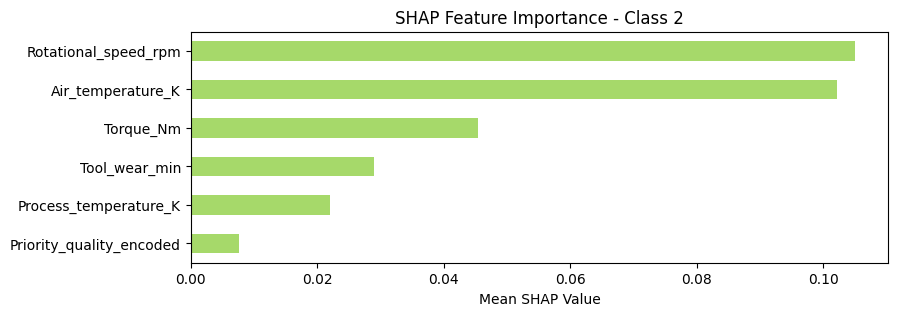 SHAP Feature Importance - Class 2
Rotational_speed_rpm
Air_temperature_K
Torque_Nm
Tool_wear_min
Process_temperature_K
Priority_quality_encoded
0.00 0.02 0.04 0.06 0.08 0.10
Mean SHAP Value